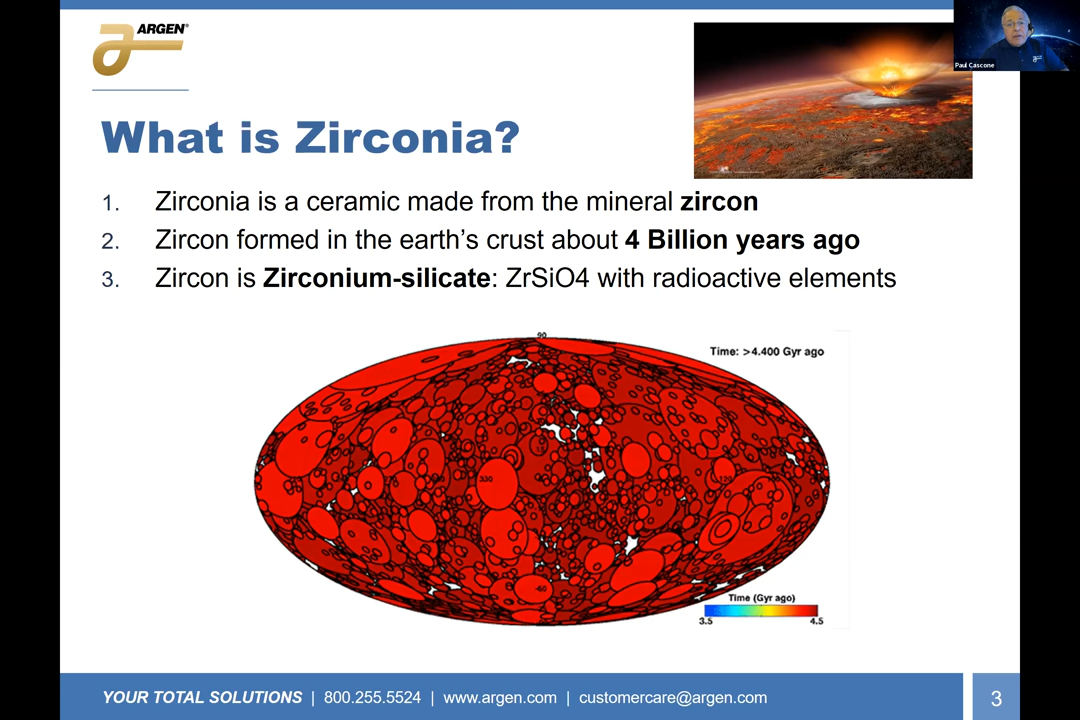 ARGEN®
Paul Cascone
What is Zirconia?
1. Zirconia is a ceramic made from the mineral zircon
2. Zircon formed in the earth's crust about 4 Billion years ago
3. Zircon is Zirconium-silicate: ZrSiO4 with radioactive elements
90
Time: >4.400 Gyr ago
330
120
-60
Time (Gyr ago)
3.5 4.5
YOUR TOTAL SOLUTIONS | 800.255.5524 | www.argen.com | customercare@argen.com
3